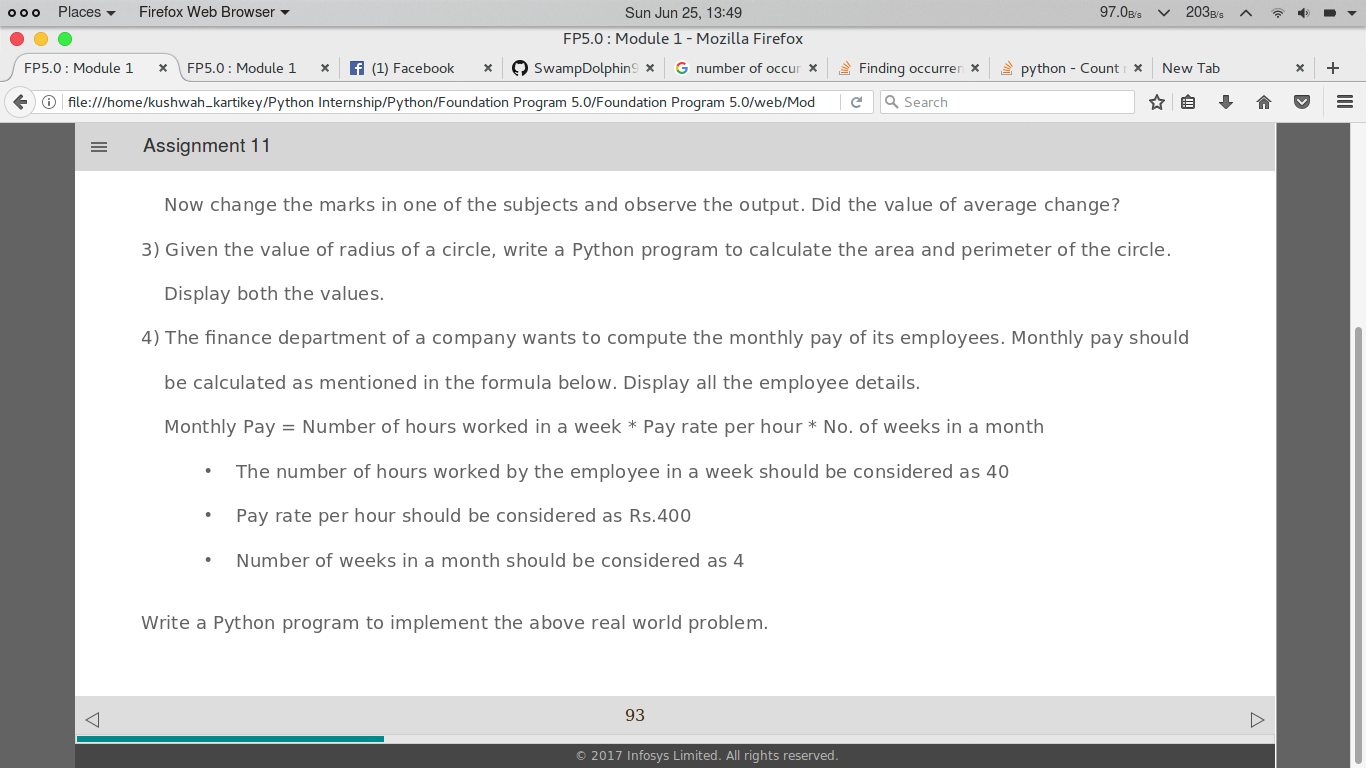 Places Firefox Web Browser Sun Jun 25, 13:49 97.0B/s 203B/s
FP5.0 : Module 1 - Mozilla Firefox
FP5.0 : Module 1 FP5.0 : Module 1 (1) Facebook SwampDolphin9 number of occur Finding occurren python - Count New Tab
file:///home/kushwah_kartikey/Python Internship/Python/Foundation Program 5.0/Foundation Program 5.0/web/Mod Search
Assignment 11
Now change the marks in one of the subjects and observe the output. Did the value of average change?
3) Given the value of radius of a circle, write a Python program to calculate the area and perimeter of the circle.
Display both the values.
4) The finance department of a company wants to compute the monthly pay of its employees. Monthly pay should
be calculated as mentioned in the formula below. Display all the employee details.
Monthly Pay = Number of hours worked in a week * Pay rate per hour * No. of weeks in a month
• The number of hours worked by the employee in a week should be considered as 40
• Pay rate per hour should be considered as Rs.400
• Number of weeks in a month should be considered as 4
Write a Python program to implement the above real world problem.
93
© 2017 Infosys Limited. All rights reserved.